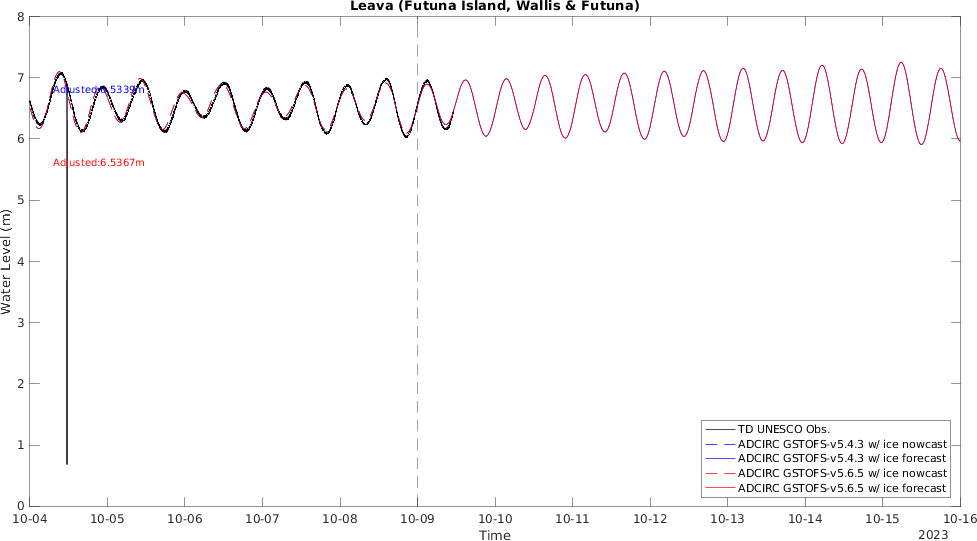 Leava (Futuna Island, Wallis & Futuna)
8
7
6
5
4
3
2
1
0
Water Level (m)
Adjusted:6.5339m
Adjusted:6.5367m
TD UNESCO Obs.
ADCIRC GSTOFS-v5.4.3 w/ ice nowcast
ADCIRC GSTOFS-v5.4.3 w/ ice forecast
ADCIRC GSTOFS-v5.6.5 w/ ice nowcast
ADCIRC GSTOFS-v5.6.5 w/ ice forecast
10-04 10-05 10-06 10-07 10-08 10-09 10-10 10-11 10-12 10-13 10-14 10-15 10-16
Time
2023